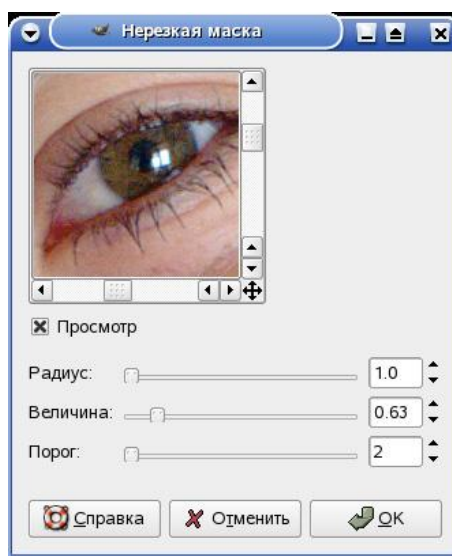 Нерезкая маска
Просмотр
Радиус: 1.0
Величина: 0.63
Порог: 2
Справка Отменить OK